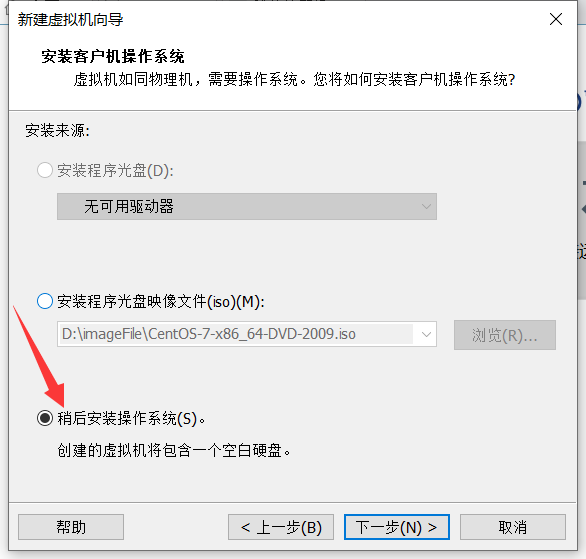 新建虚拟机向导
安装客户机操作系统
虚拟机如同物理机，需要操作系统。您将如何安装客户机操作系统?
安装来源:
安装程序光盘(D):
无可用驱动器
安装程序光盘映像文件(iso)(M):
D:\imageFile\CentOS-7-x86_64-DVD-2009.iso
浏览(R)...
稍后安装操作系统(S)。
创建的虚拟机将包含一个空白硬盘。
帮助
< 上一步(B)
下一步(N) >
取消